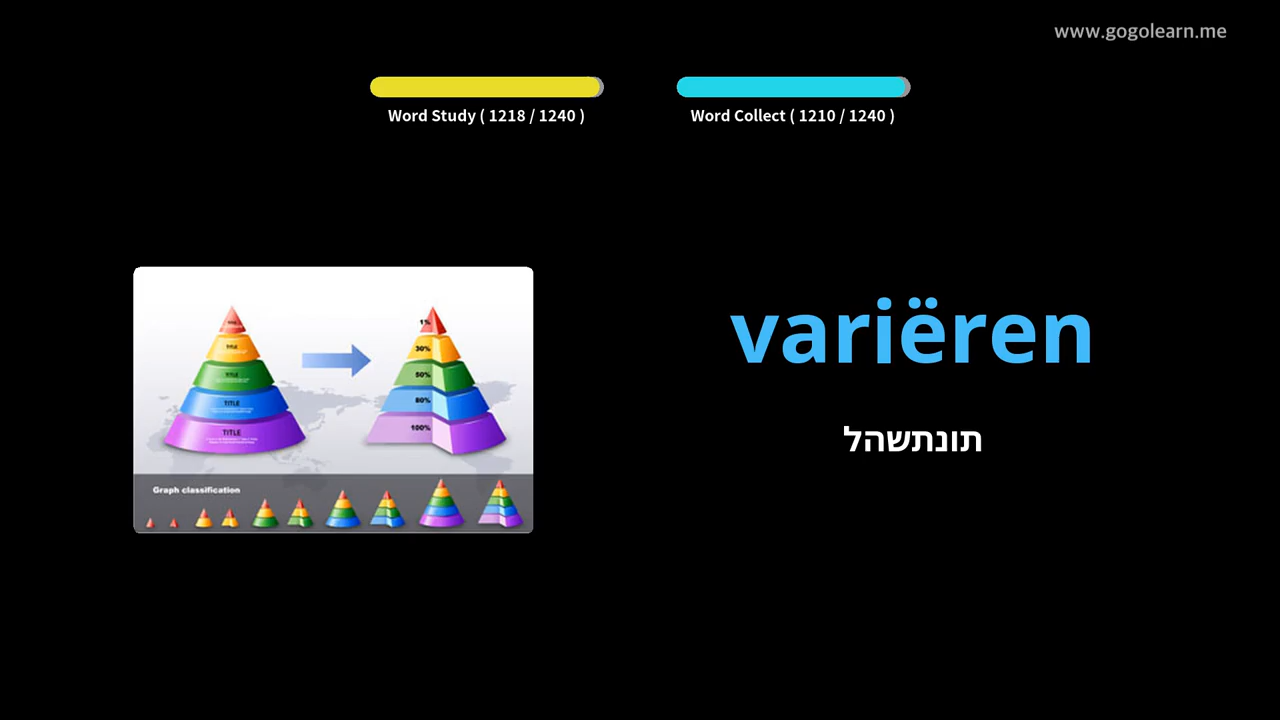 www.gogolearn.me
Word Study ( 1218 / 1240 )
Word Collect ( 1210 / 1240 )
variëren
תונתשהל
TITLE
TITLE
TITLE
TITLE
1%
30%
50%
80%
100%
Graph classification